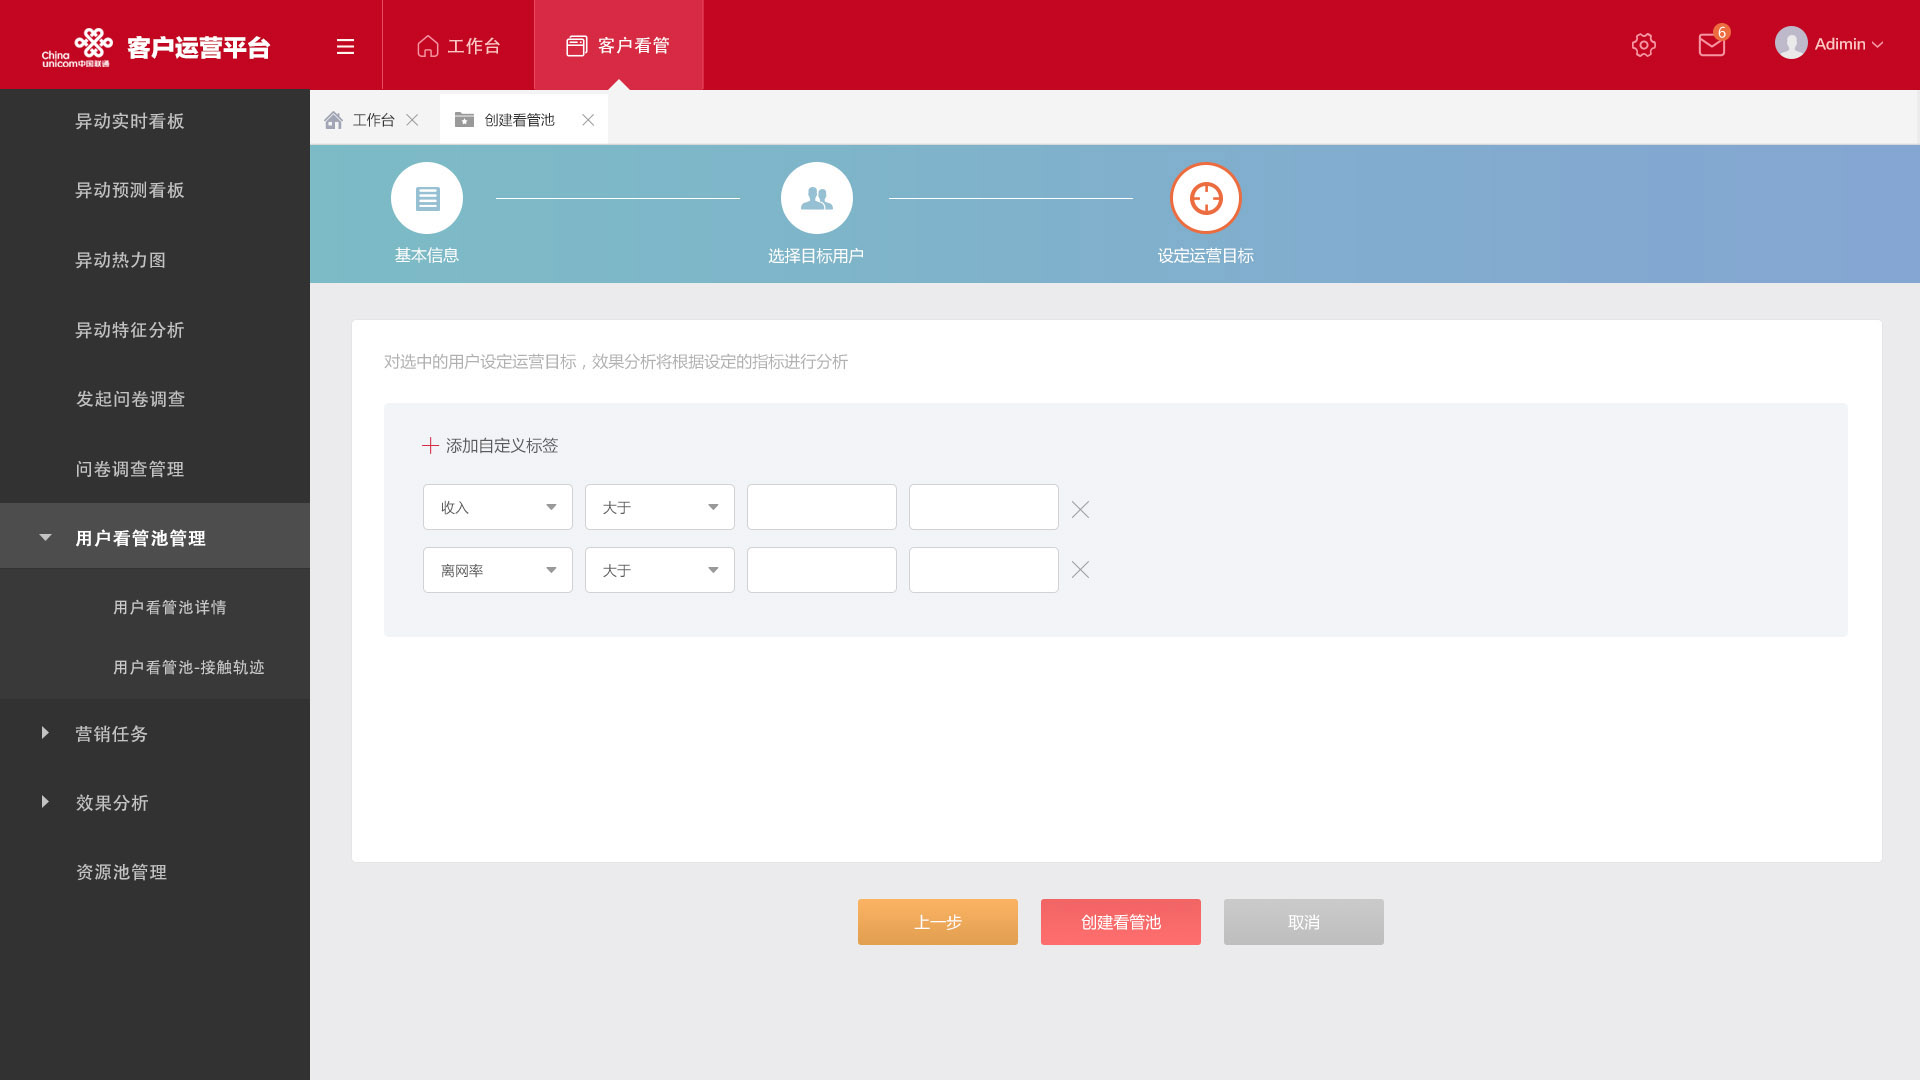 China
unicom中国联通
客户运营平台
工作台
客户看管
6
Adimin
异动实时看板
异动预测看板
异动热力图
异动特征分析
发起问卷调查
问卷调查管理
用户看管池管理
用户看管池详情
用户看管池-接触轨迹
营销任务
效果分析
资源池管理
工作台
创建看管池
基本信息
选择目标用户
设定运营目标
对选中的用户设定运营目标，效果分析将根据设定的指标进行分析
添加自定义标签
收入
大于
离网率
大于
上一步
创建看管池
取消